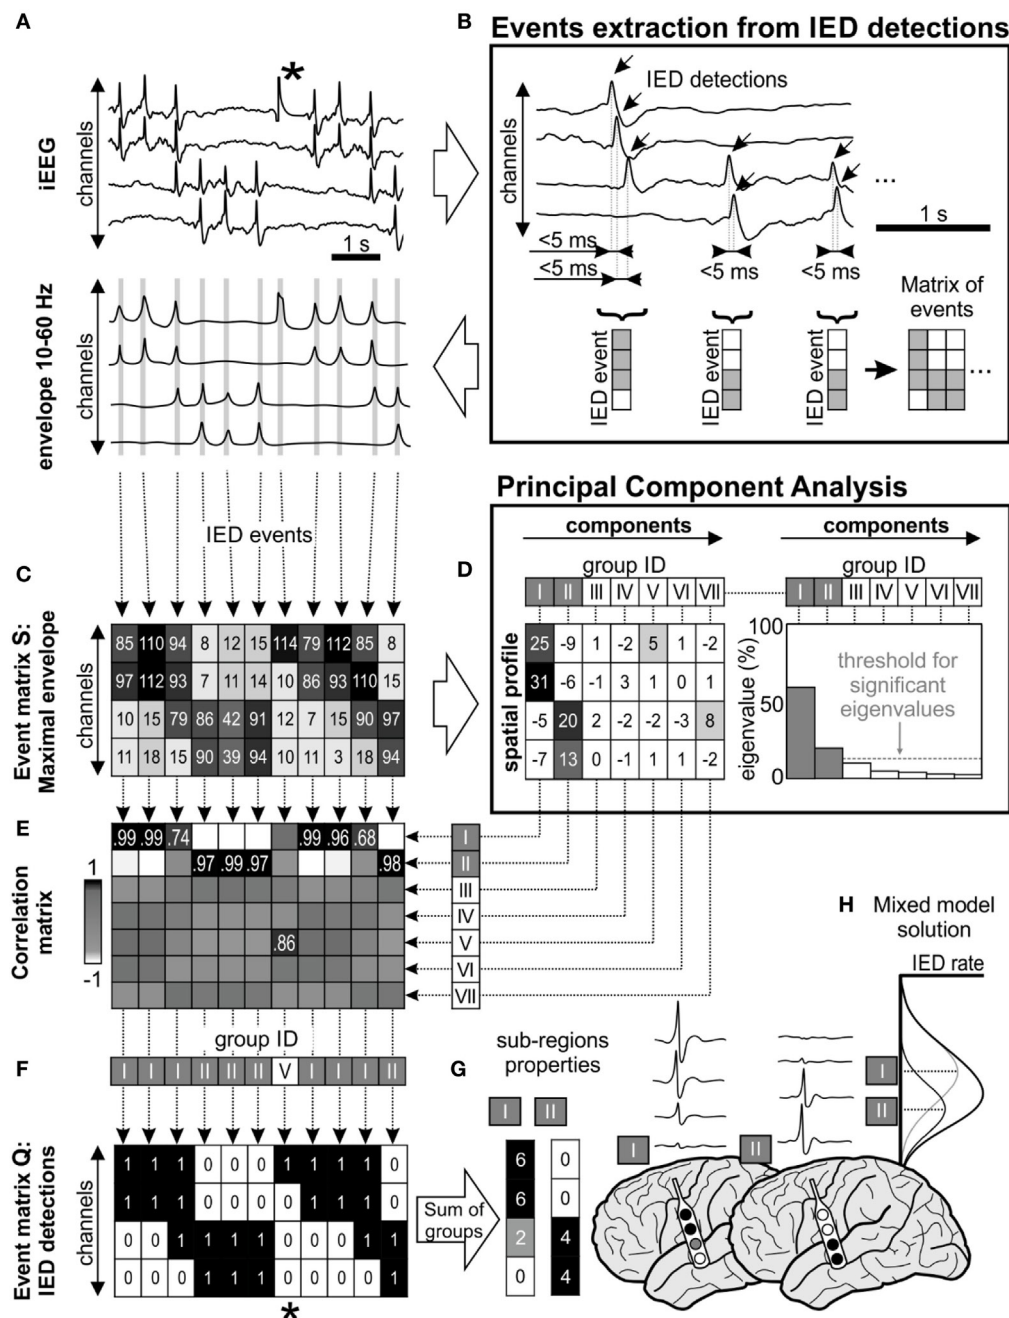 A
*
iEEG
channels
1 s
envelope 10-60 Hz
channels
B
Events extraction from IED detections
IED detections
channels
...
1 s
<5 ms
<5 ms
<5 ms
<5 ms
Matrix of
events
IED event
IED event
IED event
...
IED events
C
Event matrix S:
Maximal envelope
channels
85 110 94 8 12 15 114 79 112 85 8
97 112 93 7 11 14 10 86 93 110 15
10 15 79 86 42 91 12 7 15 90 97
11 18 15 90 39 94 10 11 3 18 94
Principal Component Analysis
D
components
group ID
I II III IV V VI VII
spatial profile
25 -9 1 -2 5 1 -2
31 -6 -1 3 1 0 1
-5 20 2 -2 -2 -3 8
-7 13 0 -1 1 1 -2
components
group ID
I II III IV V VI VII
eigenvalue (%)
100
50
0
threshold for
significant
eigenvalues
E
Correlation
matrix
1
-1
.99 .99 .74 .99 .96 .68
.97 .99 .97 .98
.86
I
II
III
IV
V
VI
VII
group ID
F
I I I II II II V I I I II
Event matrix Q:
IED detections
channels
1 1 1 0 0 0 1 1 1 1 0
1 1 1 0 0 0 0 1 1 1 0
0 0 1 1 1 1 0 0 0 1 1
0 0 0 1 1 1 0 0 0 0 1
*
Sum of
groups
G
sub-regions
properties
I II
6 0
6 0
2 4
0 4
I
II
H
Mixed model
solution
IED rate
I
II